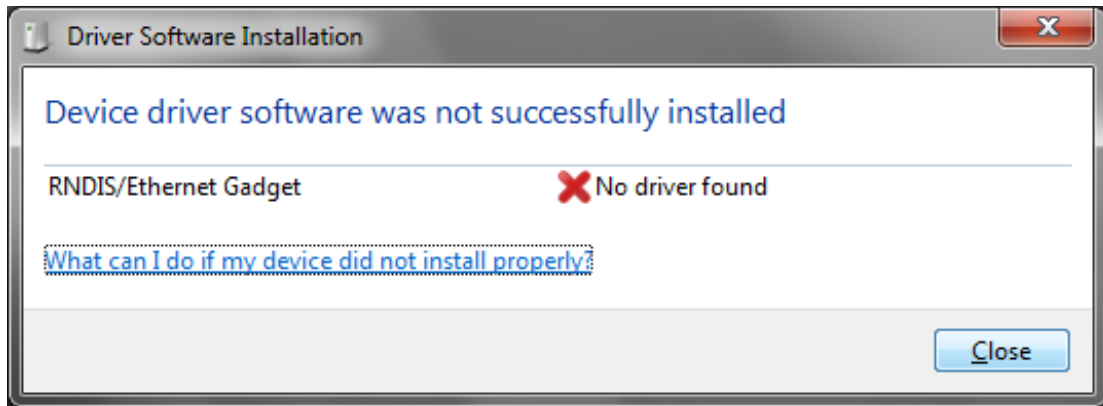 Driver Software Installation
Device driver software was not successfully installed
RNDIS/Ethernet Gadget No driver found
What can I do if my device did not install properly?
Close